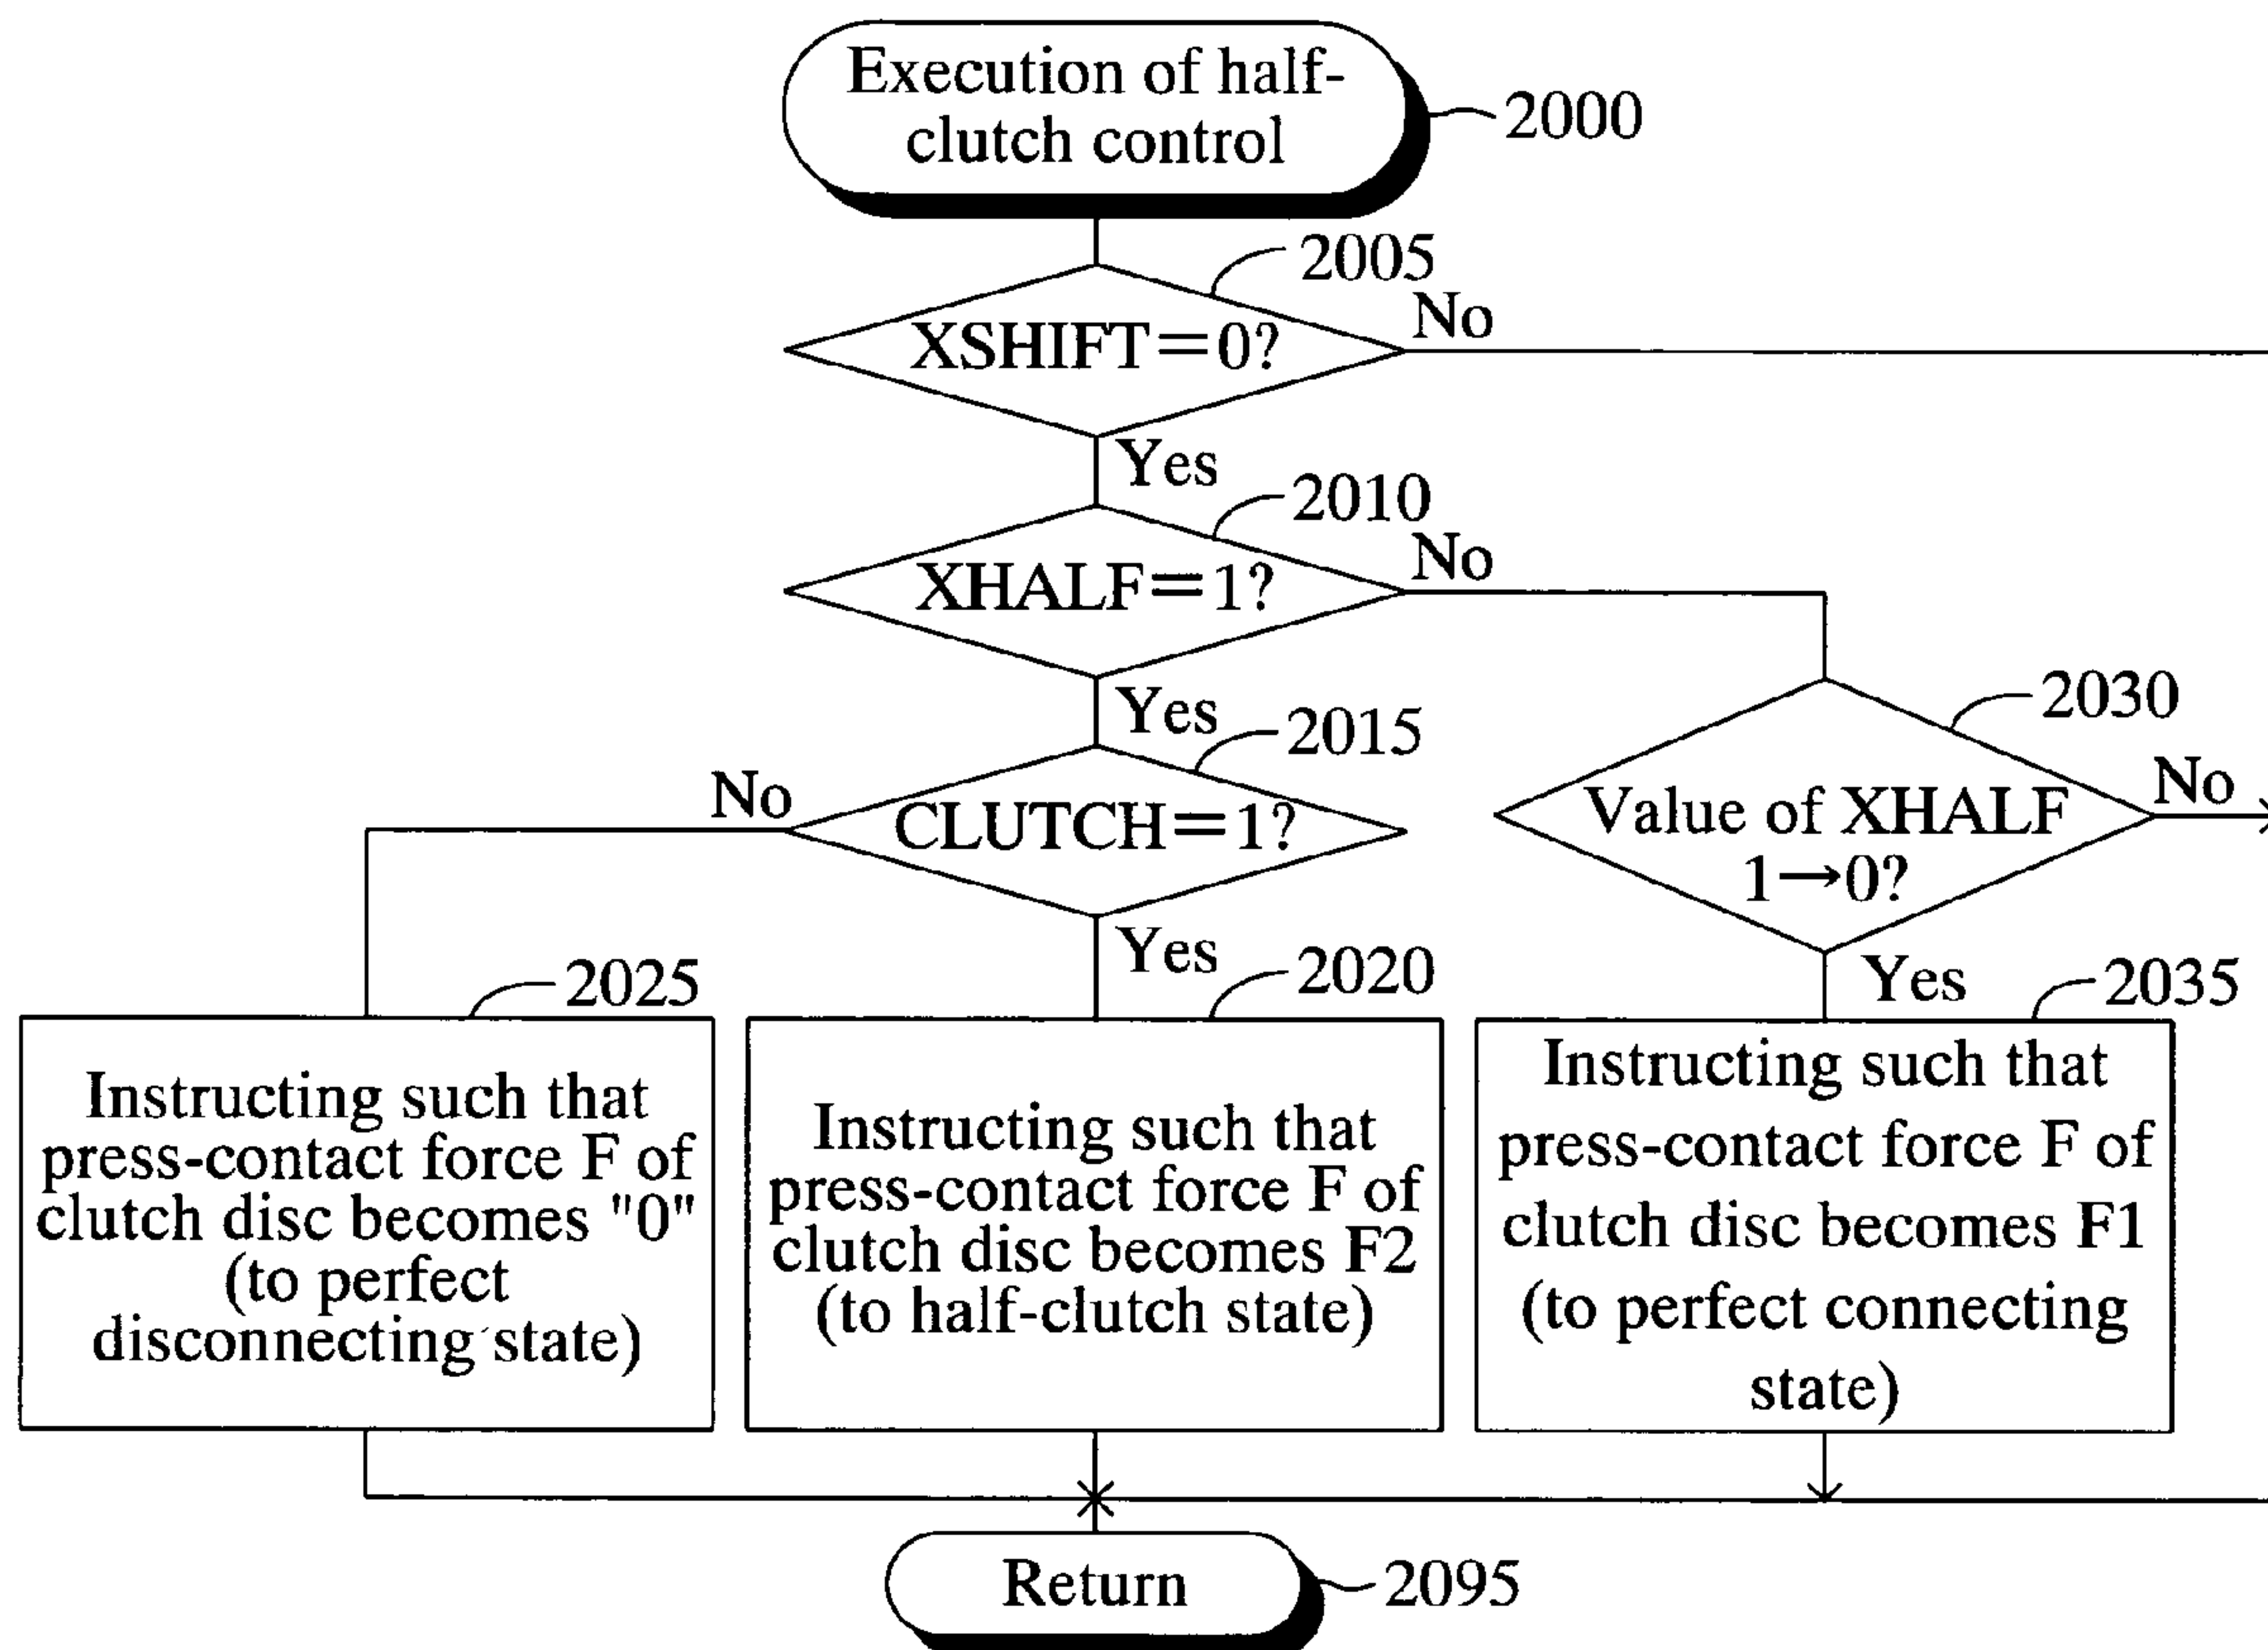 Execution of half-
clutch control
2000
2005
XSHIFT=0?
No
Yes
2010
XHALF=1?
No
Yes
2015
No
CLUTCH=1?
Yes
2030
Value of XHALF
1→0?
No
Yes
2025
Instructing such that
press-contact force F of
clutch disc becomes "0"
(to perfect
disconnecting state)
2020
Instructing such that
press-contact force F of
clutch disc becomes F2
(to half-clutch state)
2035
Instructing such that
press-contact force F of
clutch disc becomes F1
(to perfect connecting
state)
Return
2095